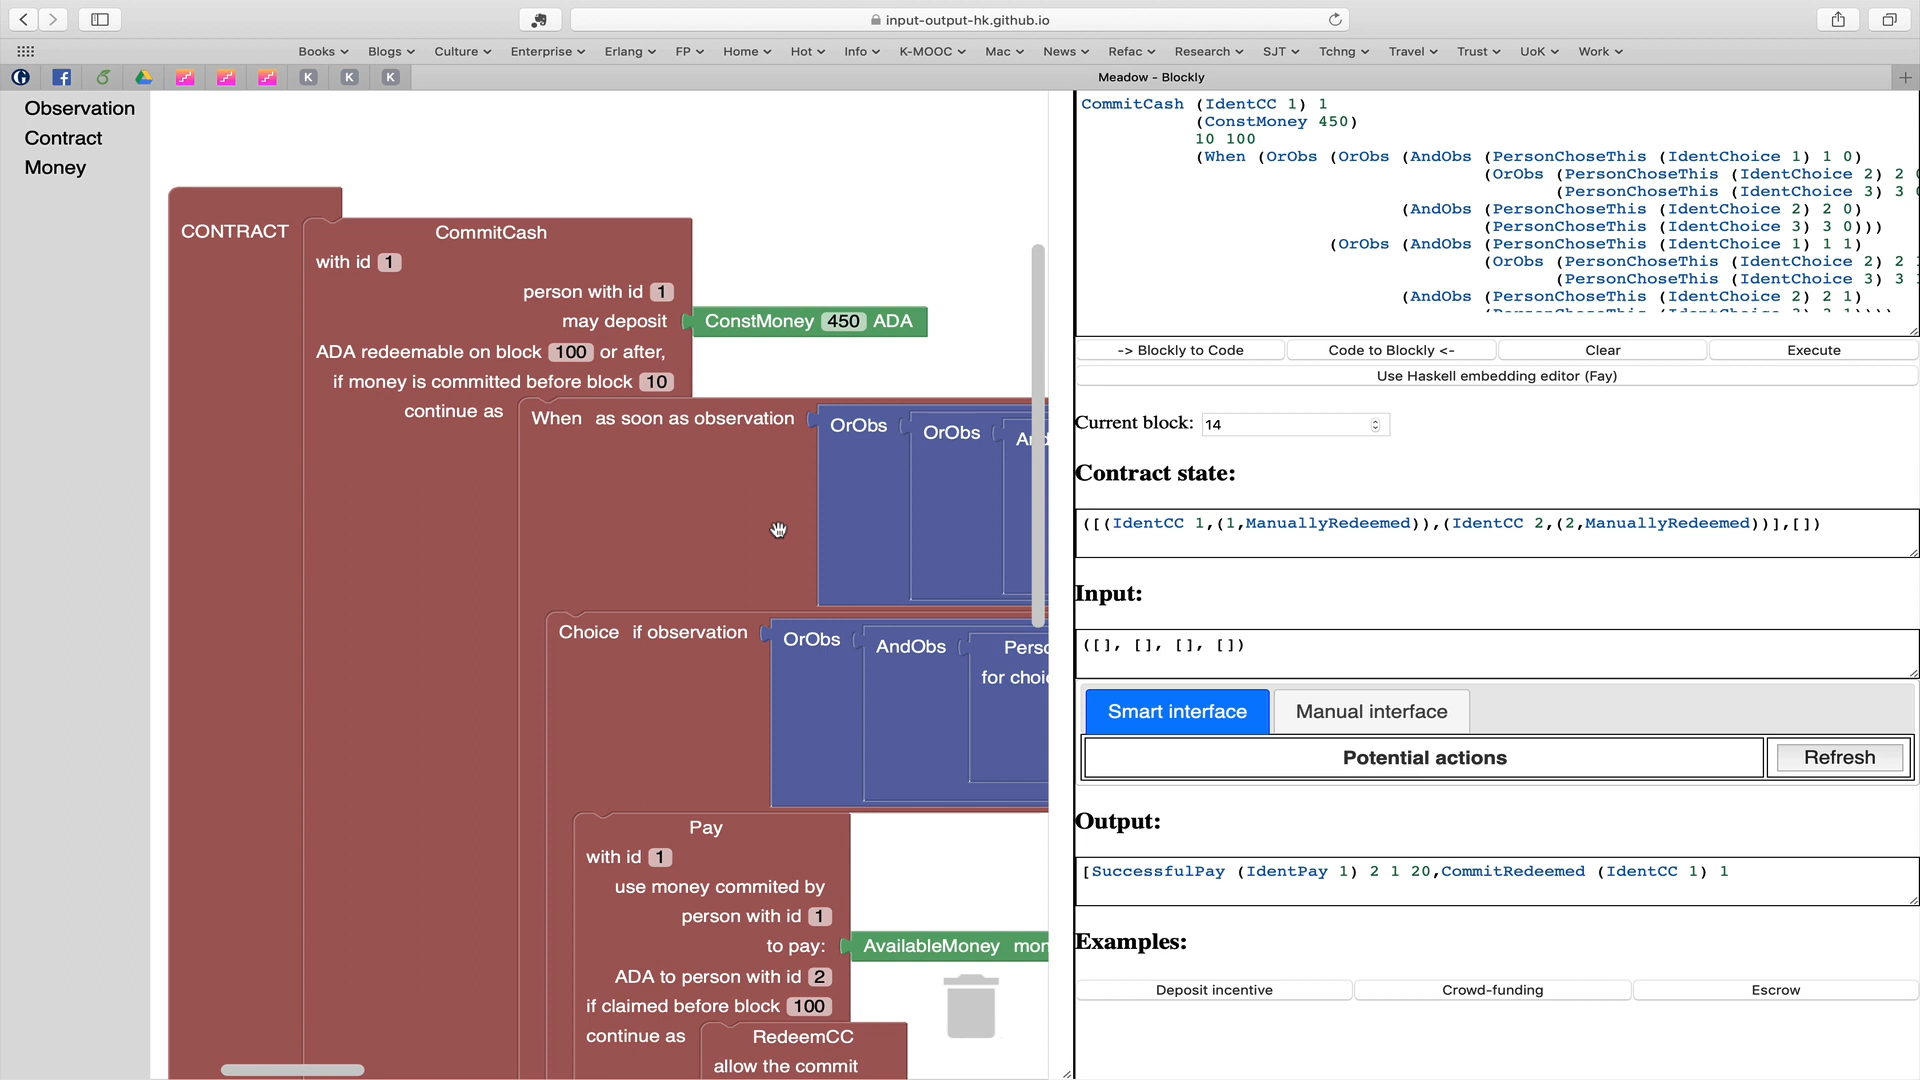 input-output-hk.github.io
Books Blogs Culture Enterprise Erlang FP Home Hot Info K-MOOC Mac News Refac Research SJT Tchng Travel Trust UoK Work
K K K Meadow - Blockly
Observation
Contract
Money
CONTRACT
CommitCash
with id 1
person with id 1
may deposit
ConstMoney 450 ADA
ADA redeemable on block 100 or after,
if money is committed before block 10
continue as
When as soon as observation
OrObs
OrObs
Choice if observation
OrObs
AndObs
for
Pay
with id 1
use money commited by
person with id 1
to pay:
AvailableMoney
ADA to person with id 2
if claimed before block 100
continue as
RedeemCC
allow the commit
CommitCash (IdentCC 1) 1
(ConstMoney 450)
10 100
(When (OrObs (OrObs (AndObs (PersonChoseThis (IdentChoice 1) 1 0)
(OrObs (PersonChoseThis (IdentChoice 2) 2
(PersonChoseThis (IdentChoice 3) 3
(AndObs (PersonChoseThis (IdentChoice 2) 2 0)
(PersonChoseThis (IdentChoice 3) 3 0)))
(OrObs (AndObs (PersonChoseThis (IdentChoice 1) 1 1)
(OrObs (PersonChoseThis (IdentChoice 2) 2
(PersonChoseThis (IdentChoice 3) 3
(AndObs (PersonChoseThis (IdentChoice 2) 2 1)
-> Blockly to Code
Code to Blockly <-
Clear
Execute
Use Haskell embedding editor (Fay)
Current block: 14
Contract state:
([(IdentCC 1,(1,ManuallyRedeemed)),(IdentCC 2,(2,ManuallyRedeemed))],[])
Input:
([], [], [], [])
Smart interface
Manual interface
Potential actions
Refresh
Output:
[SuccessfulPay (IdentPay 1) 2 1 20,CommitRedeemed (IdentCC 1) 1
Examples:
Deposit incentive
Crowd-funding
Escrow